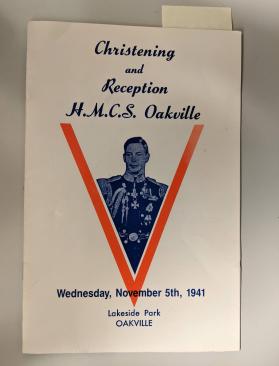 Christening
and
Reception
H.M.C.S. Oakville
Wednesday, November 5th, 1941
Lakeside Park
OAKVILLE